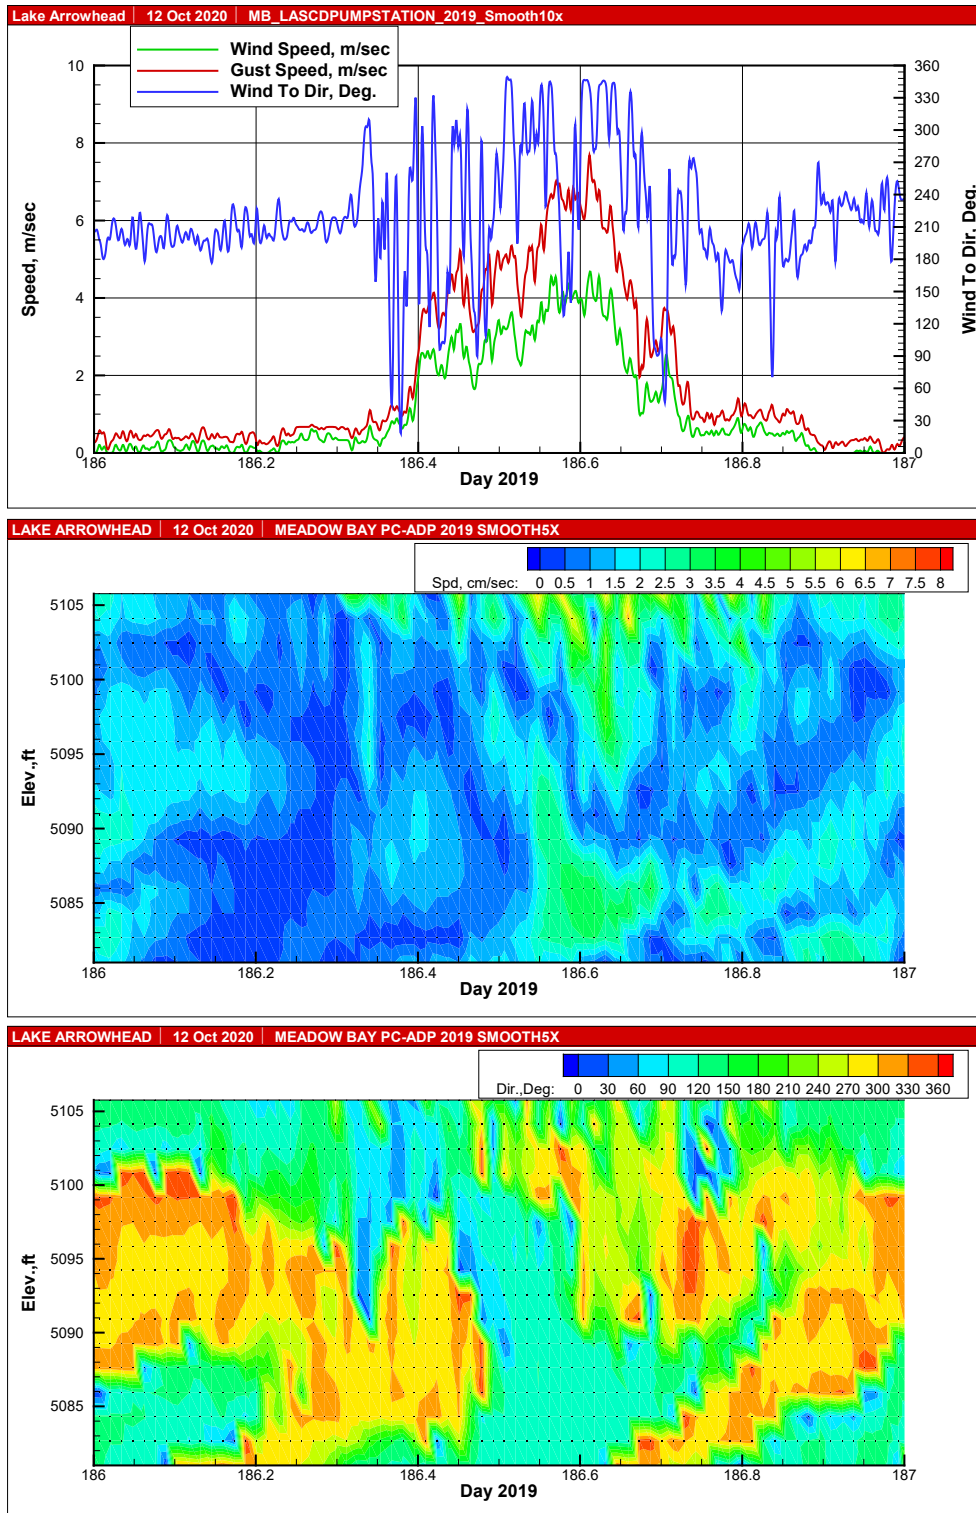 Lake Arrowhead | 12 Oct 2020 | MB_LASCDPUMPSTATION_2019_Smooth10x
Wind Speed, m/sec
Gust Speed, m/sec
Wind To Dir, Deg.
10
8
6
4
2
0
Speed, m/sec
360
330
300
270
240
210
180
150
120
90
60
30
0
Wind To Dir. Deg.
186 186.2 186.4 186.6 186.8 187
Day 2019
LAKE ARROWHEAD | 12 Oct 2020 | MEADOW BAY PC-ADP 2019 SMOOTH5X
Spd, cm/sec: 0 0.5 1 1.5 2 2.5 3 3.5 4 4.5 5 5.5 6 6.5 7 7.5 8
5105
5100
5095
5090
5085
Elev.,ft
186 186.2 186.4 186.6 186.8 187
Day 2019
LAKE ARROWHEAD | 12 Oct 2020 | MEADOW BAY PC-ADP 2019 SMOOTH5X
Dir.,Deg: 0 30 60 90 120 150 180 210 240 270 300 330 360
5105
5100
5095
5090
5085
Elev.,ft
186 186.2 186.4 186.6 186.8 187
Day 2019